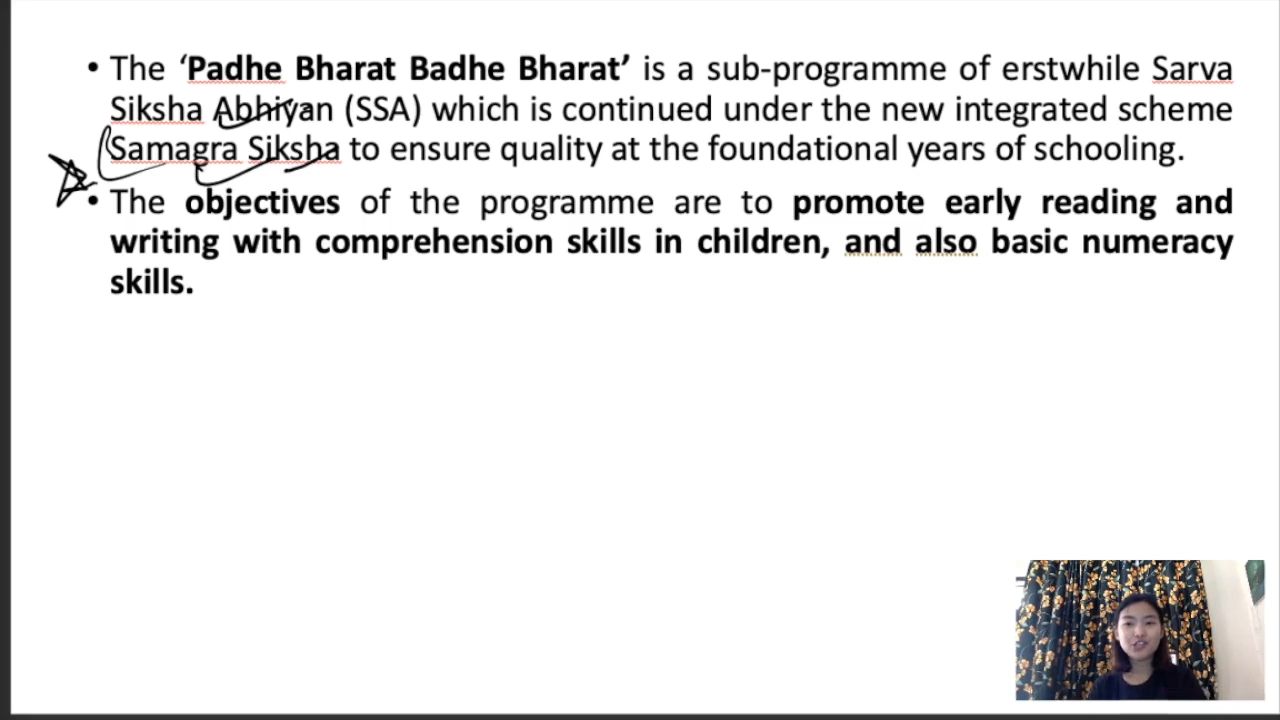 • The ‘Padhe Bharat Badhe Bharat’ is a sub-programme of erstwhile Sarva
Siksha Abhiyan (SSA) which is continued under the new integrated scheme
Samagra Siksha to ensure quality at the foundational years of schooling.
• The objectives of the programme are to promote early reading and
writing with comprehension skills in children, and also basic numeracy
skills.